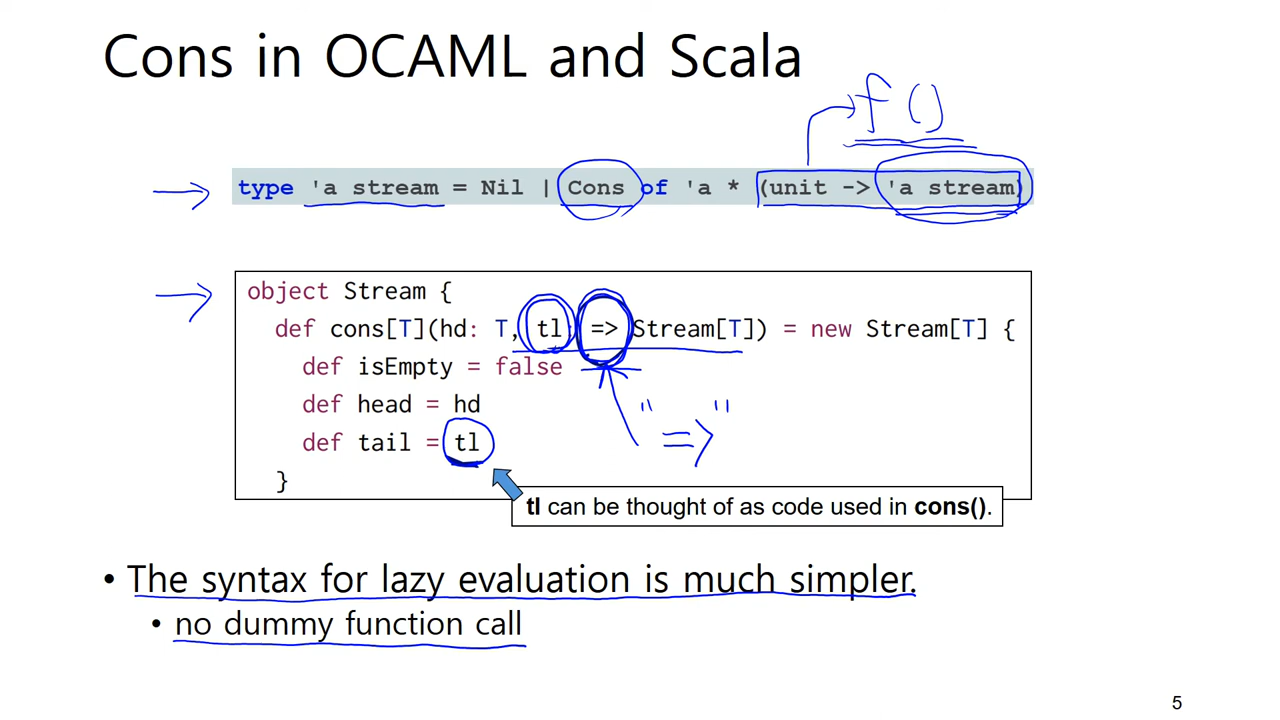 Cons in OCAML and Scala
f ()
type 'a stream = Nil | Cons of 'a * (unit -> 'a stream)
object Stream {
def cons[T](hd: T, tl: => Stream[T]) = new Stream[T] {
def isEmpty = false
def head = hd
" => "
def tail = tl
}
tl can be thought of as code used in cons().
• The syntax for lazy evaluation is much simpler.
• no dummy function call
5